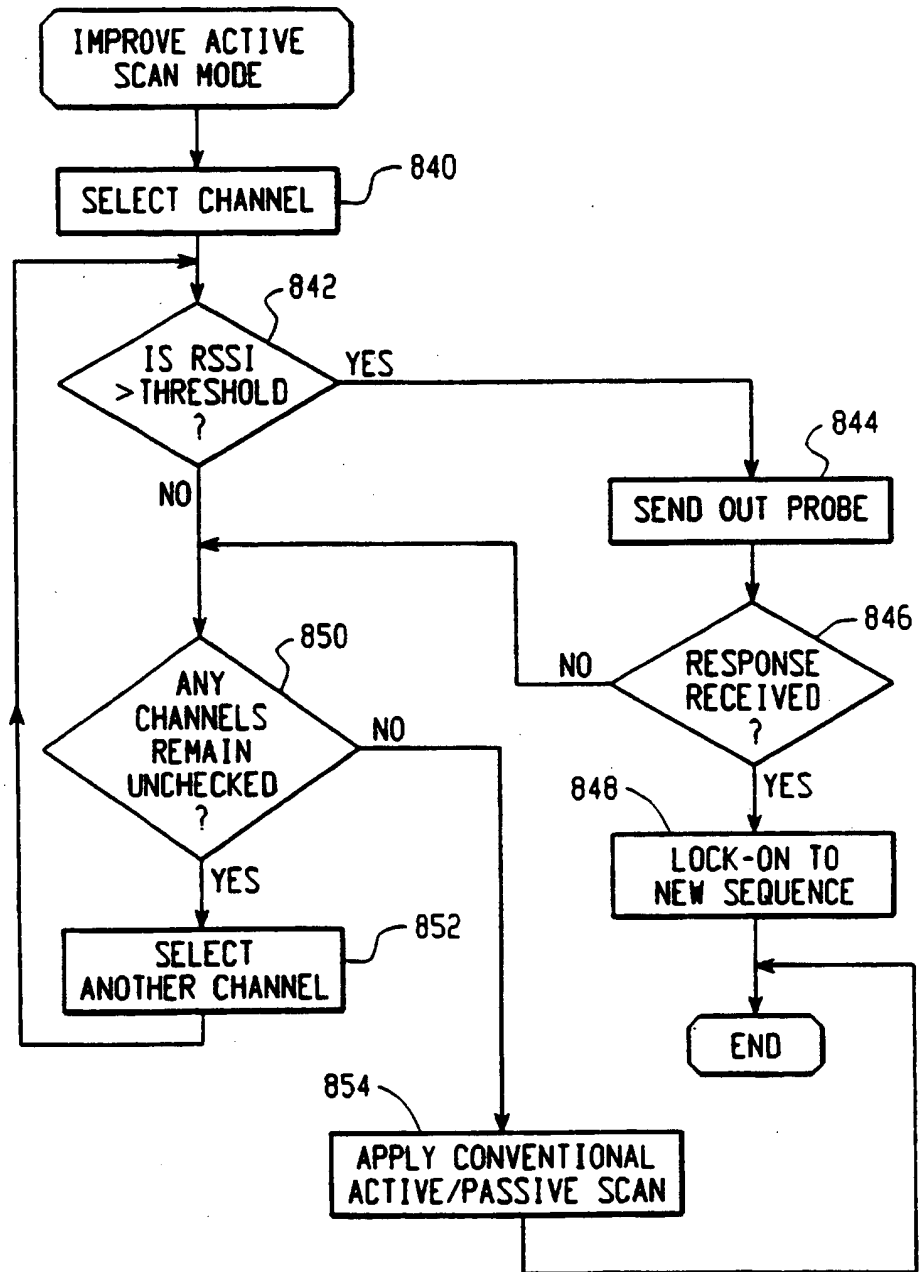 IMPROVE ACTIVE
SCAN MODE
840
SELECT CHANNEL
842
IS RSSI
>THRESHOLD
?
YES
NO
844
SEND OUT PROBE
846
RESPONSE
RECEIVED
?
NO
YES
850
ANY
CHANNELS
REMAIN
UNCHECKED
?
NO
YES
848
LOCK-ON TO
NEW SEQUENCE
852
SELECT
ANOTHER CHANNEL
END
854
APPLY CONVENTIONAL
ACTIVE/PASSIVE SCAN